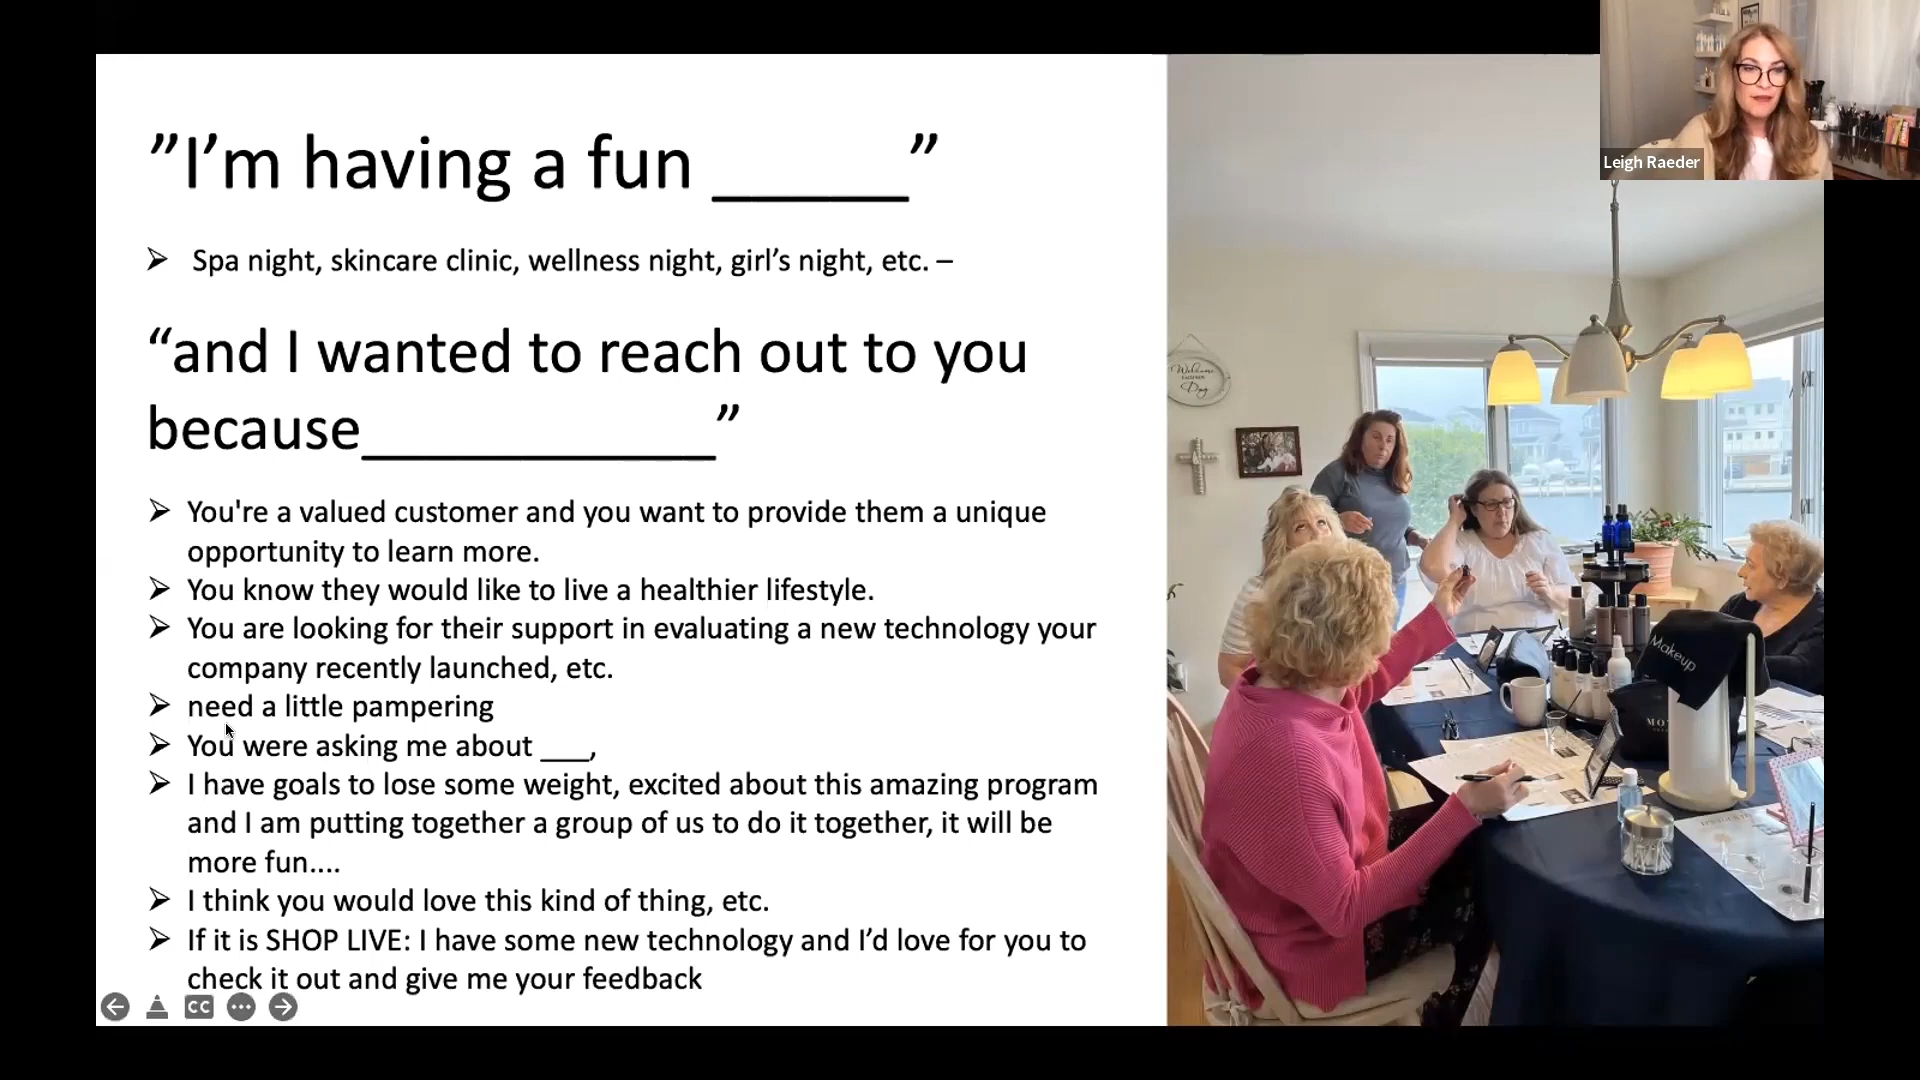 ”I’m having a fun ______”
➢ Spa night, skincare clinic, wellness night, girl’s night, etc. –
“and I wanted to reach out to you
because____________”
➢ You're a valued customer and you want to provide them a unique
opportunity to learn more.
➢ You know they would like to live a healthier lifestyle.
➢ You are looking for their support in evaluating a new technology your
company recently launched, etc.
➢ need a little pampering
➢ You were asking me about ___,
➢ I have goals to lose some weight, excited about this amazing program
and I am putting together a group of us to do it together, it will be
more fun....
➢ I think you would love this kind of thing, etc.
➢ If it is SHOP LIVE: I have some new technology and I’d love for you to
check it out and give me your feedback
CC
Leigh Raeder
Welcome
Day
Makeup